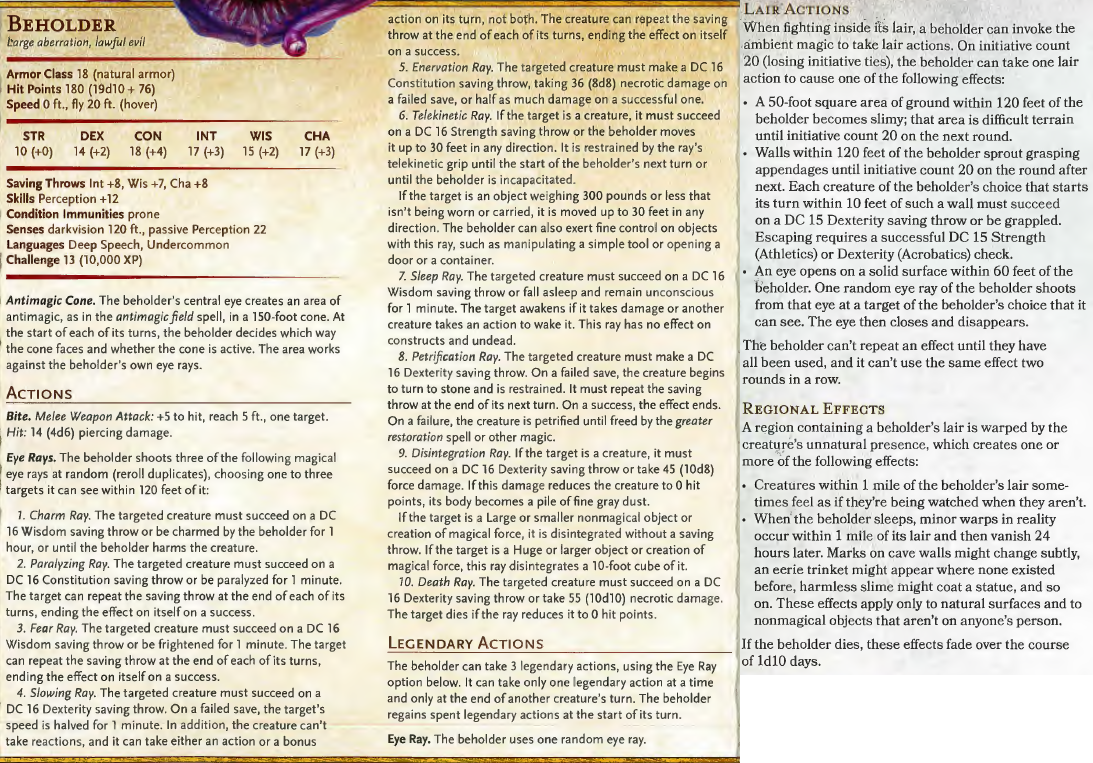 BEHOLDER
Large aberration, lawful evil
Armor Class 18 (natural armor)
Hit Points 180 (19d10 + 76)
Speed 0 ft., fly 20 ft. (hover)
STR DEX CON INT WIS CHA
10 (+0) 14 (+2) 18 (+4) 17 (+3) 15 (+2) 17 (+3)
Saving Throws Int +8, Wis +7, Cha +8
Skills Perception +12
Condition Immunities prone
Senses darkvision 120 ft., passive Perception 22
Languages Deep Speech, Undercommon
Challenge 13 (10,000 XP)
Antimagic Cone. The beholder's central eye creates an area of
antimagic, as in the antimagic field spell, in a 150-foot cone. At
the start of each of its turns, the beholder decides which way
the cone faces and whether the cone is active. The area works
against the beholder's own eye rays.
ACTIONS
Bite. Melee Weapon Attack: +5 to hit, reach 5 ft., one target.
Hit: 14 (4d6) piercing damage.
Eye Rays. The beholder shoots three of the following magical
eye rays at random (reroll duplicates), choosing one to three
targets it can see within 120 feet of it:
1. Charm Ray. The targeted creature must succeed on a DC
16 Wisdom saving throw or be charmed by the beholder for 1
hour, or until the beholder harms the creature.
2. Paralyzing Ray. The targeted creature must succeed on a
DC 16 Constitution saving throw or be paralyzed for 1 minute.
The target can repeat the saving throw at the end of each of its
turns, ending the effect on itself on a success.
3. Fear Ray. The targeted creature must succeed on a DC 16
Wisdom saving throw or be frightened for 1 minute. The target
can repeat the saving throw at the end of each of its turns,
ending the effect on itself on a success.
4. Slowing Ray. The targeted creature must succeed on a
DC 16 Dexterity saving throw. On a failed save, the target's
speed is halved for 1 minute. In addition, the creature can't
take reactions, and it can take either an action or a bonus
action on its turn, not both. The creature can repeat the saving
throw at the end of each of its turns, ending the effect on itself
on a success.
5. Enervation Ray. The targeted creature must make a DC 16
Constitution saving throw, taking 36 (8d8) necrotic damage on
a failed save, or half as much damage on a successful one.
6. Telekinetic Ray. If the target is a creature, it must succeed
on a DC 16 Strength saving throw or the beholder moves
it up to 30 feet in any direction. It is restrained by the ray's
telekinetic grip until the start of the beholder's next turn or
until the beholder is incapacitated.
If the target is an object weighing 300 pounds or less that
isn't being worn or carried, it is moved up to 30 feet in any
direction. The beholder can also exert fine control on objects
with this ray, such as manipulating a simple tool or opening a
door or a container.
7. Sleep Ray. The targeted creature must succeed on a DC 16
Wisdom saving throw or fall asleep and remain unconscious
for 1 minute. The target awakens if it takes damage or another
creature takes an action to wake it. This ray has no effect on
constructs and undead.
8. Petrification Ray. The targeted creature must make a DC
16 Dexterity saving throw. On a failed save, the creature begins
to turn to stone and is restrained. It must repeat the saving
throw at the end of its next turn. On a success, the effect ends.
On a failure, the creature is petrified until freed by the greater
restoration spell or other magic.
9. Disintegration Ray. If the target is a creature, it must
succeed on a DC 16 Dexterity saving throw or take 45 (10d8)
force damage. If this damage reduces the creature to 0 hit
points, its body becomes a pile of fine gray dust.
If the target is a Large or smaller nonmagical object or
creation of magical force, it is disintegrated without a saving
throw. If the target is a Huge or larger object or creation of
magical force, this ray disintegrates a 10-foot cube of it.
10. Death Ray. The targeted creature must succeed on a DC
16 Dexterity saving throw or take 55 (10d10) necrotic damage.
The target dies if the ray reduces it to 0 hit points.
LEGENDARY ACTIONS
The beholder can take 3 legendary actions, using the Eye Ray
option below. It can take only one legendary action at a time
and only at the end of another creature's turn. The beholder
regains spent legendary actions at the start of its turn.
Eye Ray. The beholder uses one random eye ray.
LAIR ACTIONS
When fighting inside its lair, a beholder can invoke the
ambient magic to take lair actions. On initiative count
20 (losing initiative ties), the beholder can take one lair
action to cause one of the following effects:
• A 50-foot square area of ground within 120 feet of the
beholder becomes slimy; that area is difficult terrain
until initiative count 20 on the next round.
• Walls within 120 feet of the beholder sprout grasping
appendages until initiative count 20 on the round after
next. Each creature of the beholder's choice that starts
its turn within 10 feet of such a wall must succeed
on a DC 15 Dexterity saving throw or be grappled.
Escaping requires a successful DC 15 Strength
(Athletics) or Dexterity (Acrobatics) check.
• An eye opens on a solid surface within 60 feet of the
beholder. One random eye ray of the beholder shoots
from that eye at a target of the beholder's choice that it
can see. The eye then closes and disappears.
The beholder can't repeat an effect until they have
all been used, and it can't use the same effect two
rounds in a row.
REGIONAL EFFECTS
A region containing a beholder's lair is warped by the
creature's unnatural presence, which creates one or
more of the following effects:
• Creatures within 1 mile of the beholder's lair some-
times feel as if they're being watched when they aren't.
• When the beholder sleeps, minor warps in reality
occur within 1 mile of its lair and then vanish 24
hours later. Marks on cave walls might change subtly,
an eerie trinket might appear where none existed
before, harmless slime might coat a statue, and so
on. These effects apply only to natural surfaces and to
nonmagical objects that aren't on anyone's person.
If the beholder dies, these effects fade over the course
of 1d10 days.